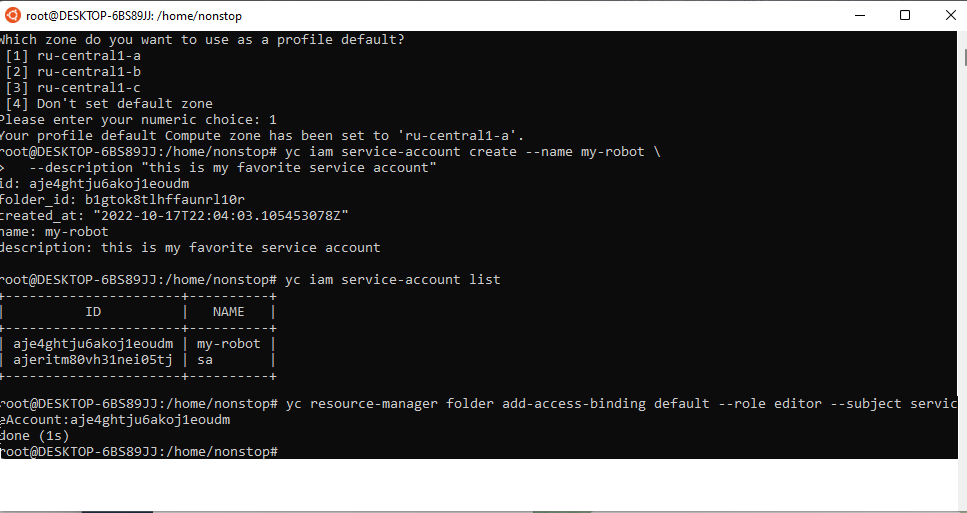 root@DESKTOP-6BS89JJ: /home/nonstop
Which zone do you want to use as a profile default?
[1] ru-central1-a
[2] ru-central1-b
[3] ru-central1-c
[4] Don't set default zone
Please enter your numeric choice: 1
Your profile default Compute zone has been set to 'ru-central1-a'.
root@DESKTOP-6BS89JJ:/home/nonstop# yc iam service-account create --name my-robot \
>   --description "this is my favorite service account"
id: aje4ghtju6akoj1eoudm
folder_id: b1gtok8tlhffaunrl10r
created_at: "2022-10-17T22:04:03.105453078Z"
name: my-robot
description: this is my favorite service account
root@DESKTOP-6BS89JJ:/home/nonstop# yc iam service-account list
+----------------------+----------+
|          ID          |   NAME   |
+----------------------+----------+
| aje4ghtju6akoj1eoudm | my-robot |
| ajeritm80vh31nei05tj | sa       |
+----------------------+----------+
root@DESKTOP-6BS89JJ:/home/nonstop# yc resource-manager folder add-access-binding default --role editor --subject servic
eAccount:aje4ghtju6akoj1eoudm
done (1s)
root@DESKTOP-6BS89JJ:/home/nonstop#